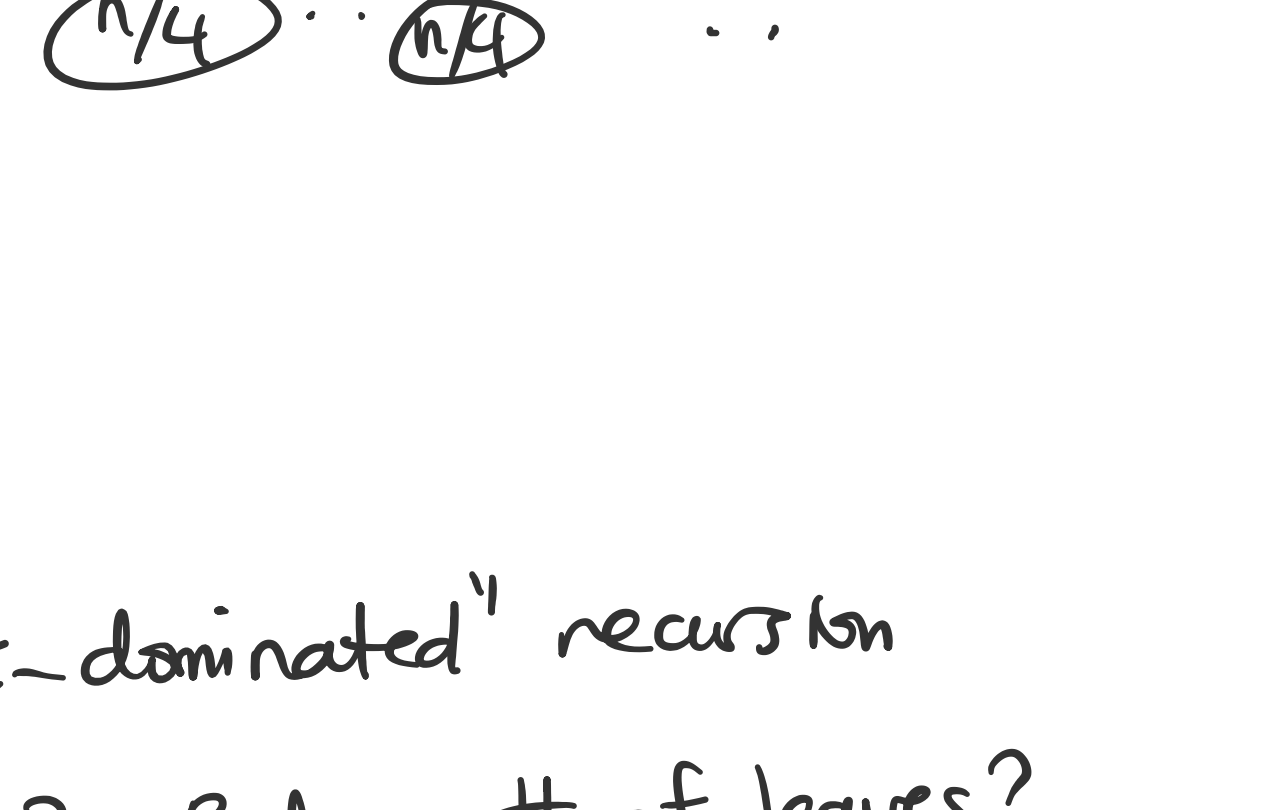 n/4 .. n/4 ..
-dominated" recursion
# of leaves?